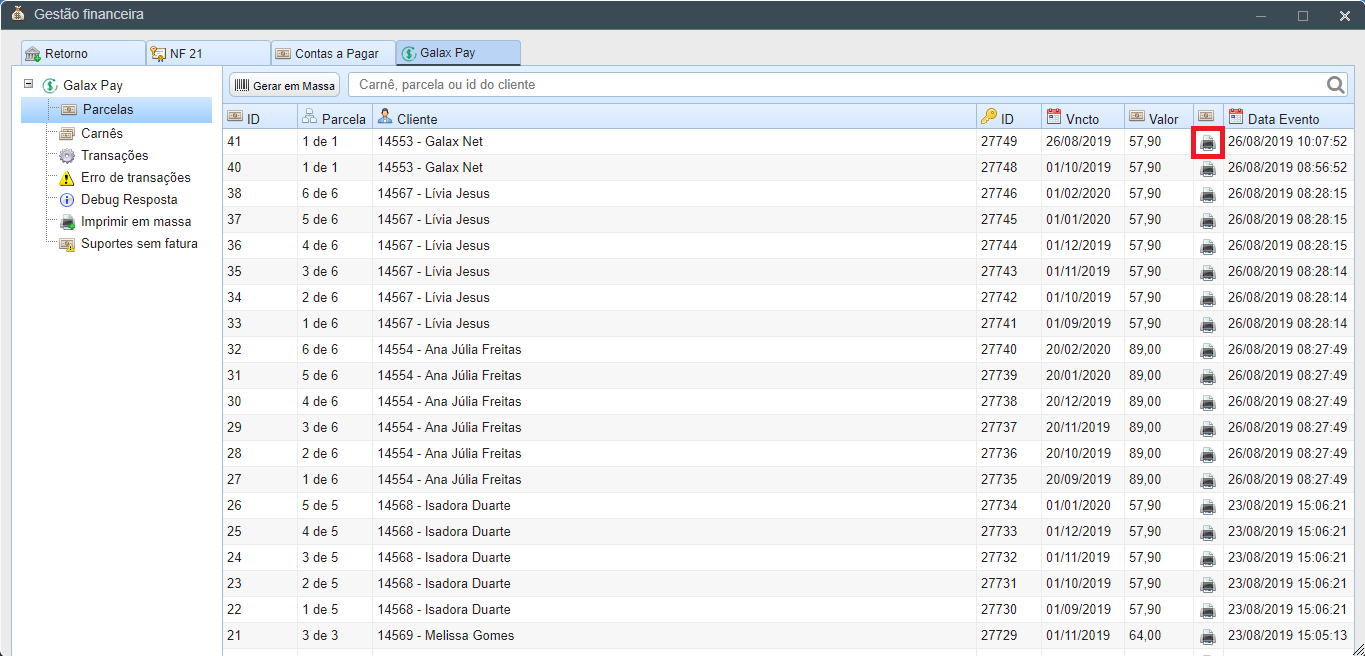 Gestão financeira
Retorno NF 21 Contas a Pagar Galax Pay
Galax Pay
Parcelas
Carnês
Transações
Erro de transações
Debug Resposta
Imprimir em massa
Suportes sem fatura
Gerar em Massa Carnê, parcela ou id do cliente
ID Parcela Cliente ID Vncto Valor Data Evento
41 1 de 1 14553 - Galax Net 27749 26/08/2019 57,90 26/08/2019 10:07:52
40 1 de 1 14553 - Galax Net 27748 01/10/2019 57,90 26/08/2019 08:56:52
38 6 de 6 14567 - Lívia Jesus 27746 01/02/2020 57,90 26/08/2019 08:28:15
37 5 de 6 14567 - Lívia Jesus 27745 01/01/2020 57,90 26/08/2019 08:28:15
36 4 de 6 14567 - Lívia Jesus 27744 01/12/2019 57,90 26/08/2019 08:28:15
35 3 de 6 14567 - Lívia Jesus 27743 01/11/2019 57,90 26/08/2019 08:28:14
34 2 de 6 14567 - Lívia Jesus 27742 01/10/2019 57,90 26/08/2019 08:28:14
33 1 de 6 14567 - Lívia Jesus 27741 01/09/2019 57,90 26/08/2019 08:28:14
32 6 de 6 14554 - Ana Júlia Freitas 27740 20/02/2020 89,00 26/08/2019 08:27:49
31 5 de 6 14554 - Ana Júlia Freitas 27739 20/01/2020 89,00 26/08/2019 08:27:49
30 4 de 6 14554 - Ana Júlia Freitas 27738 20/12/2019 89,00 26/08/2019 08:27:49
29 3 de 6 14554 - Ana Júlia Freitas 27737 20/11/2019 89,00 26/08/2019 08:27:49
28 2 de 6 14554 - Ana Júlia Freitas 27736 20/10/2019 89,00 26/08/2019 08:27:49
27 1 de 6 14554 - Ana Júlia Freitas 27735 20/09/2019 89,00 26/08/2019 08:27:49
26 5 de 5 14568 - Isadora Duarte 27734 01/01/2020 57,90 23/08/2019 15:06:21
25 4 de 5 14568 - Isadora Duarte 27733 01/12/2019 57,90 23/08/2019 15:06:21
24 3 de 5 14568 - Isadora Duarte 27732 01/11/2019 57,90 23/08/2019 15:06:21
23 2 de 5 14568 - Isadora Duarte 27731 01/10/2019 57,90 23/08/2019 15:06:21
22 1 de 5 14568 - Isadora Duarte 27730 01/09/2019 57,90 23/08/2019 15:06:21
21 3 de 3 14569 - Melissa Gomes 27729 01/11/2019 64,00 23/08/2019 15:05:13